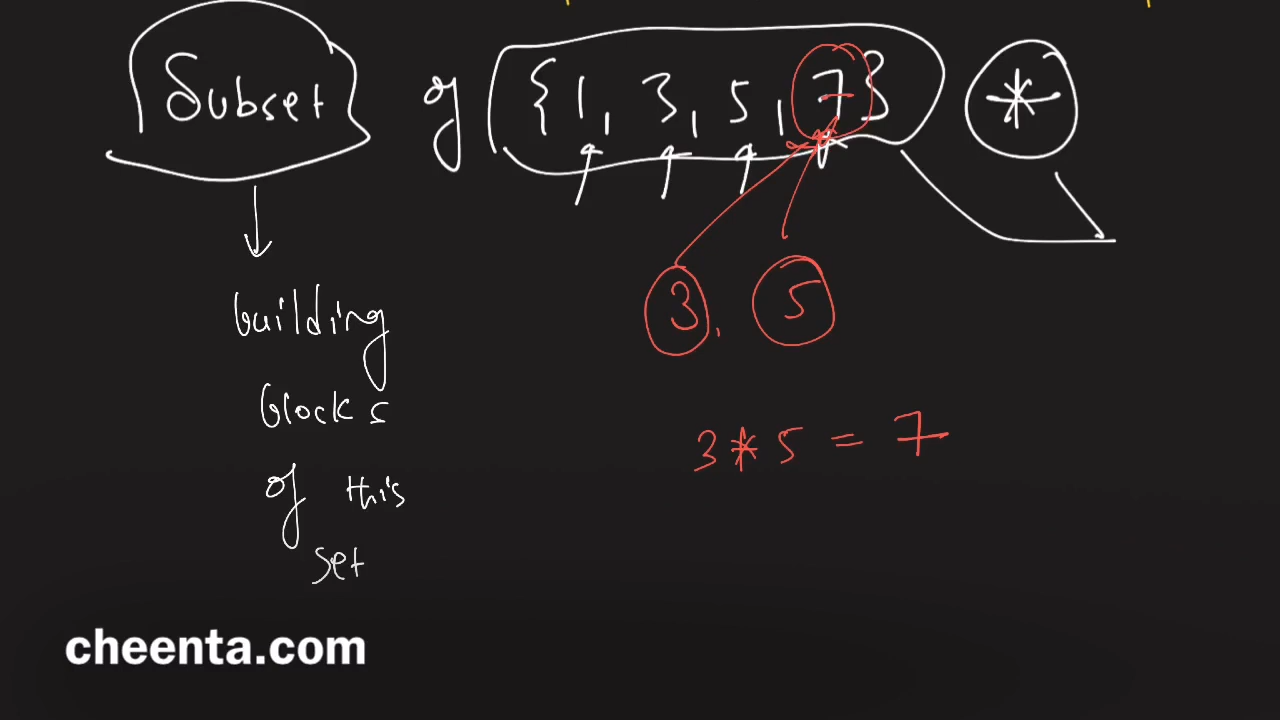 Subset of {1, 3, 5, 7} *
3, 5
building
blocks
3 * 5 = 7
of this
set
cheenta.com